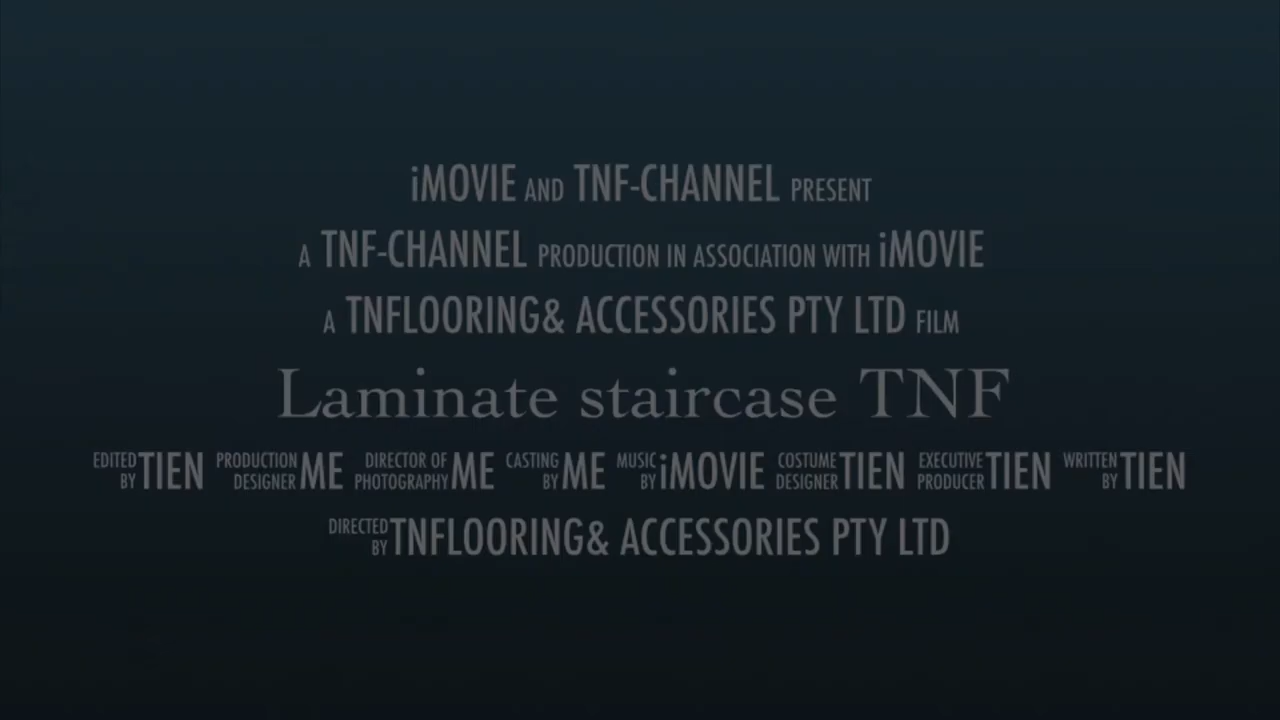 iMOVIE AND TNF-CHANNEL PRESENT
A TNF-CHANNEL PRODUCTION IN ASSOCIATION WITH iMOVIE
A TNFLOORING& ACCESSORIES PTY LTD FILM
Laminate staircase TNF
EDITED BY TIEN PRODUCTION DESIGNER ME DIRECTOR OF PHOTOGRAPHY ME CASTING BY ME MUSIC BY iMOVIE COSTUME DESIGNER TIEN EXECUTIVE PRODUCER TIEN WRITTEN BY TIEN
DIRECTED BY TNFLOORING& ACCESSORIES PTY LTD